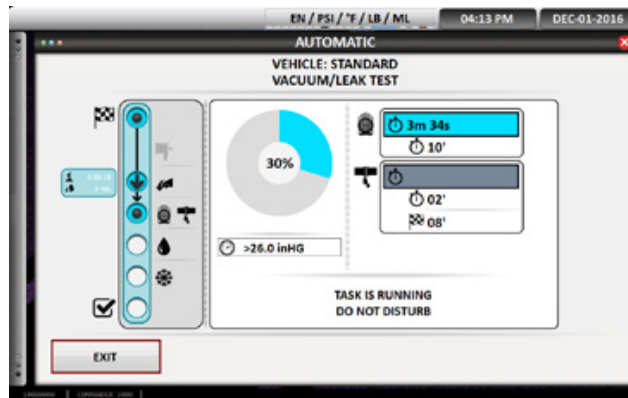 EN / PSI / °F / LB / ML
04:13 PM
DEC-01-2016
AUTOMATIC
VEHICLE: STANDARD
VACUUM/LEAK TEST
30%
>26.0 inHG
3m 34s
10'
02'
08'
TASK IS RUNNING
DO NOT DISTURB
EXIT